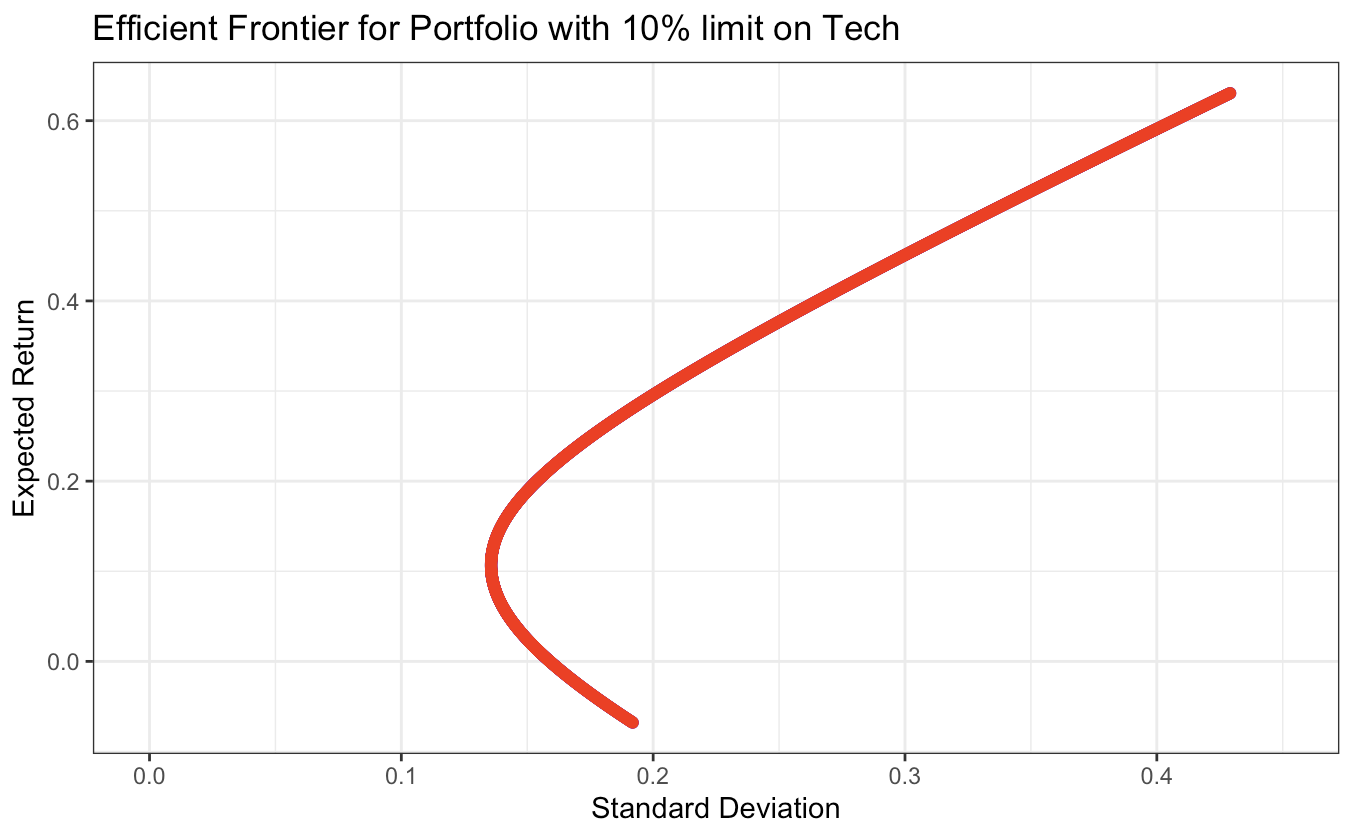 Efficient Frontier for Portfolio with 10% limit on Tech
Expected Return
0.6
0.4
0.2
0.0
0.0 0.1 0.2 0.3 0.4
Standard Deviation